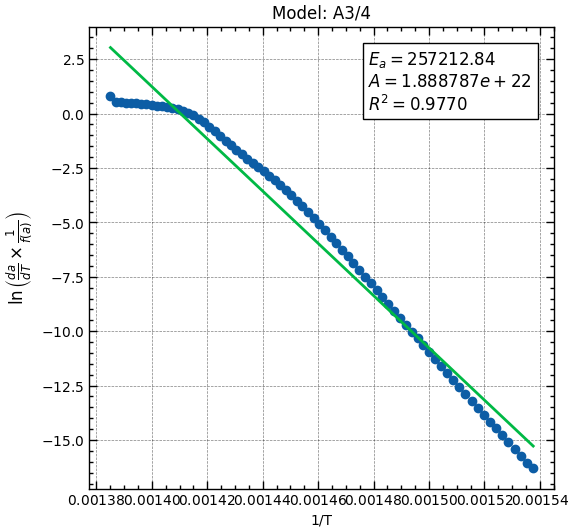 Model: A3/4
E_a = 257212.84
A = 1.888787e + 22
R^2 = 0.9770
2.5
0.0
−2.5
−5.0
−7.5
−10.0
−12.5
−15.0
ln (da/dT × 1/f(a))
0.00138 0.00140 0.00142 0.00144 0.00146 0.00148 0.00150 0.00152 0.00154
1/T